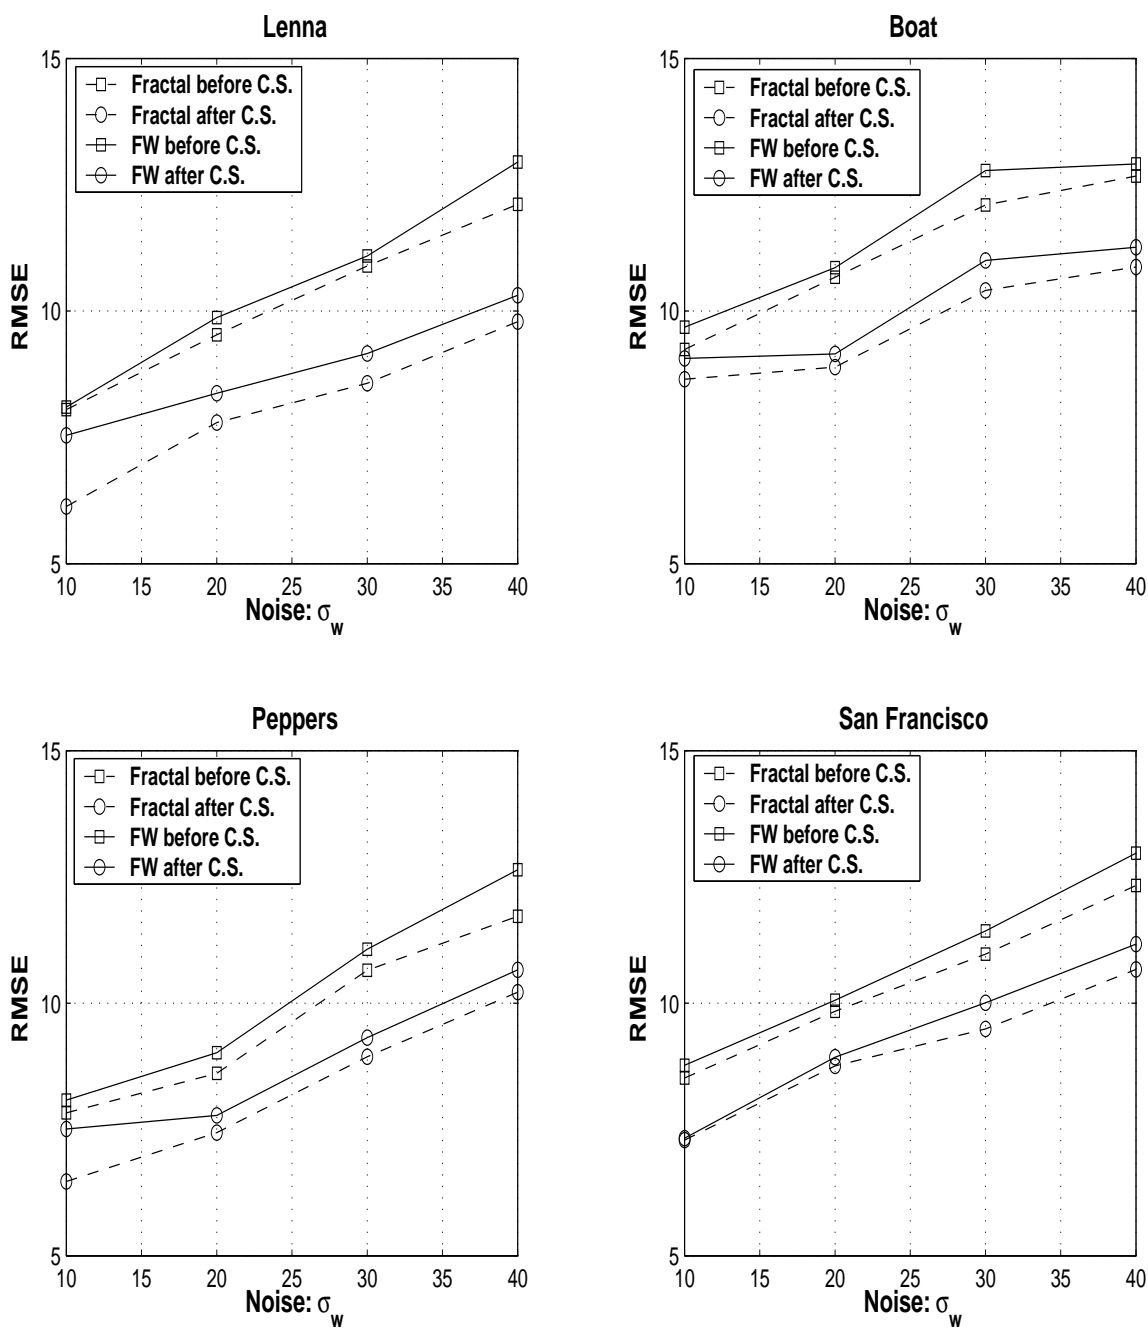 Lenna
15
Fractal before C.S.
Fractal after C.S.
FW before C.S.
FW after C.S.
10
RMSE
5
10 15 20 25 30 35 40
Noise: σw
Boat
15
Fractal before C.S.
Fractal after C.S.
FW before C.S.
FW after C.S.
10
RMSE
5
10 15 20 25 30 35 40
Noise: σw
Peppers
15
Fractal before C.S.
Fractal after C.S.
FW before C.S.
FW after C.S.
10
RMSE
5
10 15 20 25 30 35 40
Noise: σw
San Francisco
15
Fractal before C.S.
Fractal after C.S.
FW before C.S.
FW after C.S.
10
RMSE
5
10 15 20 25 30 35 40
Noise: σw